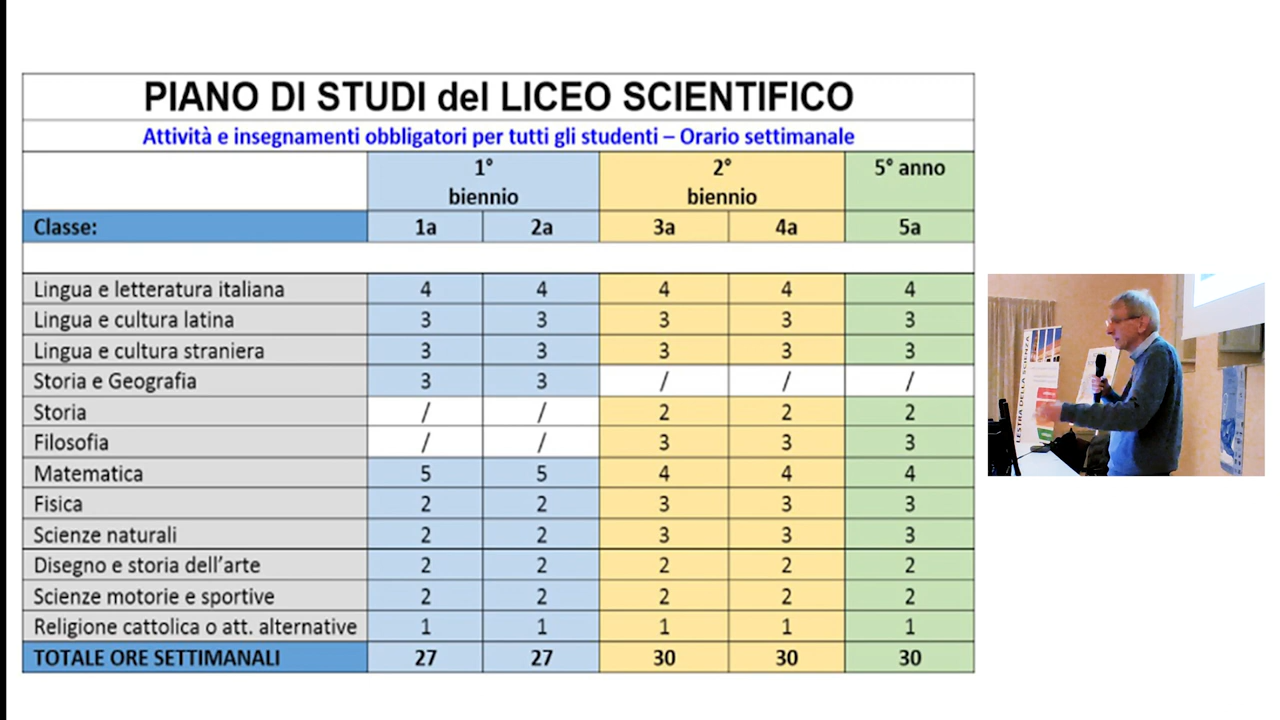 PIANO DI STUDI del LICEO SCIENTIFICO
Attività e insegnamenti obbligatori per tutti gli studenti – Orario settimanale
1° biennio 2° biennio 5° anno
Classe: 1a 2a 3a 4a 5a
Lingua e letteratura italiana 4 4 4 4 4
Lingua e cultura latina 3 3 3 3 3
Lingua e cultura straniera 3 3 3 3 3
Storia e Geografia 3 3 / / /
Storia / / 2 2 2
Filosofia / / 3 3 3
Matematica 5 5 4 4 4
Fisica 2 2 3 3 3
Scienze naturali 2 2 3 3 3
Disegno e storia dell’arte 2 2 2 2 2
Scienze motorie e sportive 2 2 2 2 2
Religione cattolica o att. alternative 1 1 1 1 1
TOTALE ORE SETTIMANALI 27 27 30 30 30
LESTRA DELLA SCIENZA